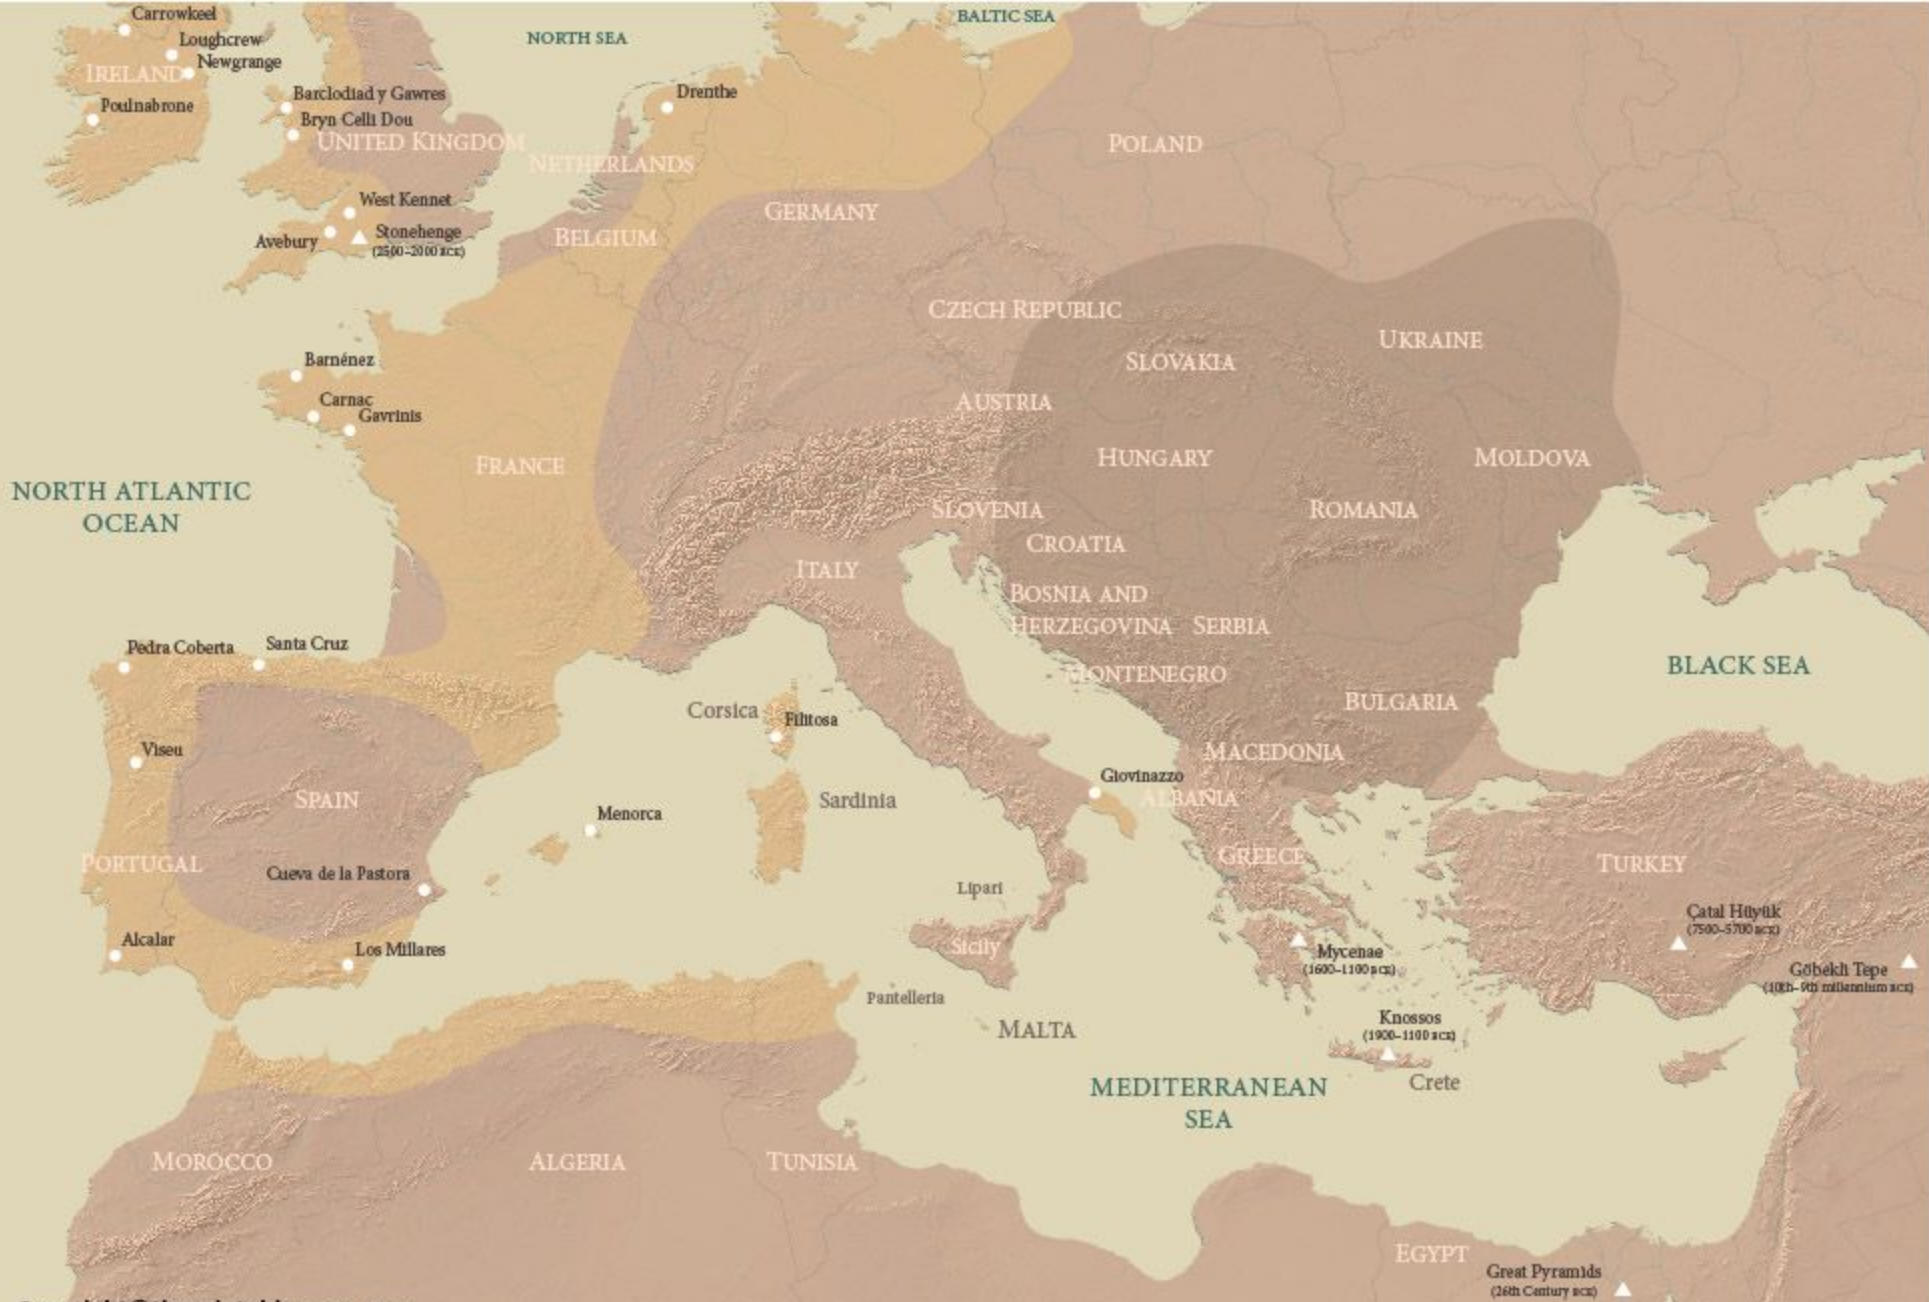 Carrowkeel
BALTIC SEA
NORTH SEA
Loughcrew
Newgrange
IRELAND
Drenthe
Barclodiad y Gawres
Poulnabrone
Bryn Celli Dou
UNITED KINGDOM
POLAND
NETHERLANDS
West Kennet
GERMANY
Stonehenge
(2500–2000 BCE)
Avebury
BELGIUM
CZECH REPUBLIC
UKRAINE
Barnénez
SLOVAKIA
Carnac
AUSTRIA
Gavrinis
FRANCE
HUNGARY
MOLDOVA
NORTH ATLANTIC
OCEAN
SLOVENIA
ROMANIA
CROATIA
ITALY
BOSNIA AND
HERZEGOVINA
SERBIA
Pedra Coberta
Santa Cruz
BLACK SEA
MONTENEGRO
BULGARIA
Corsica
Filitosa
Viseu
MACEDONIA
Giovinazzo
SPAIN
Sardinia
ALBANIA
Menorca
PORTUGAL
GREECE
TURKEY
Cueva de la Pastora
Lipari
Çatal Hüyük
(7500–5700 BCE)
Alcalar
Los Millares
Sicily
Mycenae
(1600–1100 BCE)
Göbekli Tepe
(10th–9th millennium BCE)
Pantelleria
MALTA
Knossos
(1900–1100 BCE)
Crete
MEDITERRANEAN
SEA
MOROCCO
ALGERIA
TUNISIA
EGYPT
Great Pyramids
(26th Century BCE)